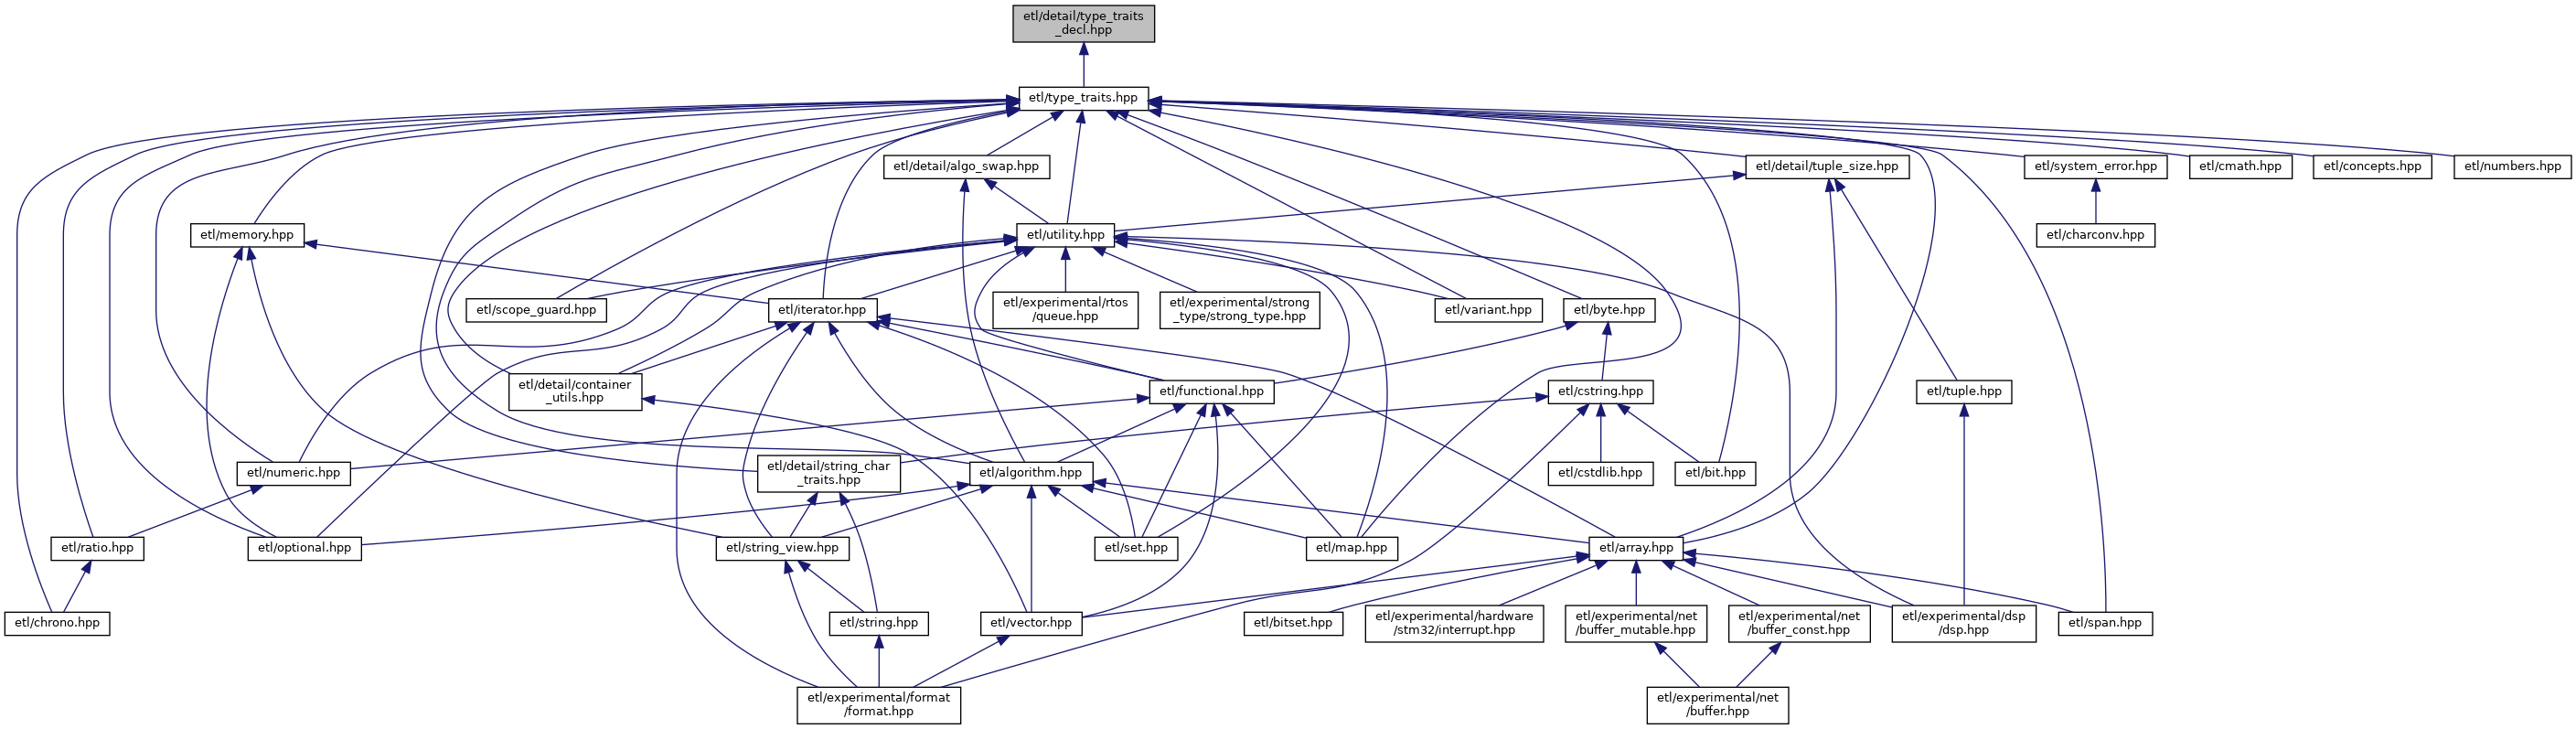 etl/detail/type_traits
_decl.hpp
etl/type_traits.hpp
etl/detail/algo_swap.hpp
etl/detail/tuple_size.hpp
etl/system_error.hpp
etl/cmath.hpp
etl/concepts.hpp
etl/numbers.hpp
etl/memory.hpp
etl/utility.hpp
etl/charconv.hpp
etl/scope_guard.hpp
etl/iterator.hpp
etl/experimental/rtos
/queue.hpp
etl/experimental/strong
_type/strong_type.hpp
etl/variant.hpp
etl/byte.hpp
etl/detail/container
_utils.hpp
etl/functional.hpp
etl/cstring.hpp
etl/tuple.hpp
etl/numeric.hpp
etl/detail/string_char
_traits.hpp
etl/algorithm.hpp
etl/cstdlib.hpp
etl/bit.hpp
etl/ratio.hpp
etl/optional.hpp
etl/string_view.hpp
etl/set.hpp
etl/map.hpp
etl/array.hpp
etl/chrono.hpp
etl/string.hpp
etl/vector.hpp
etl/bitset.hpp
etl/experimental/hardware
/stm32/interrupt.hpp
etl/experimental/net
/buffer_mutable.hpp
etl/experimental/net
/buffer_const.hpp
etl/experimental/dsp
/dsp.hpp
etl/span.hpp
etl/experimental/format
/format.hpp
etl/experimental/net
/buffer.hpp